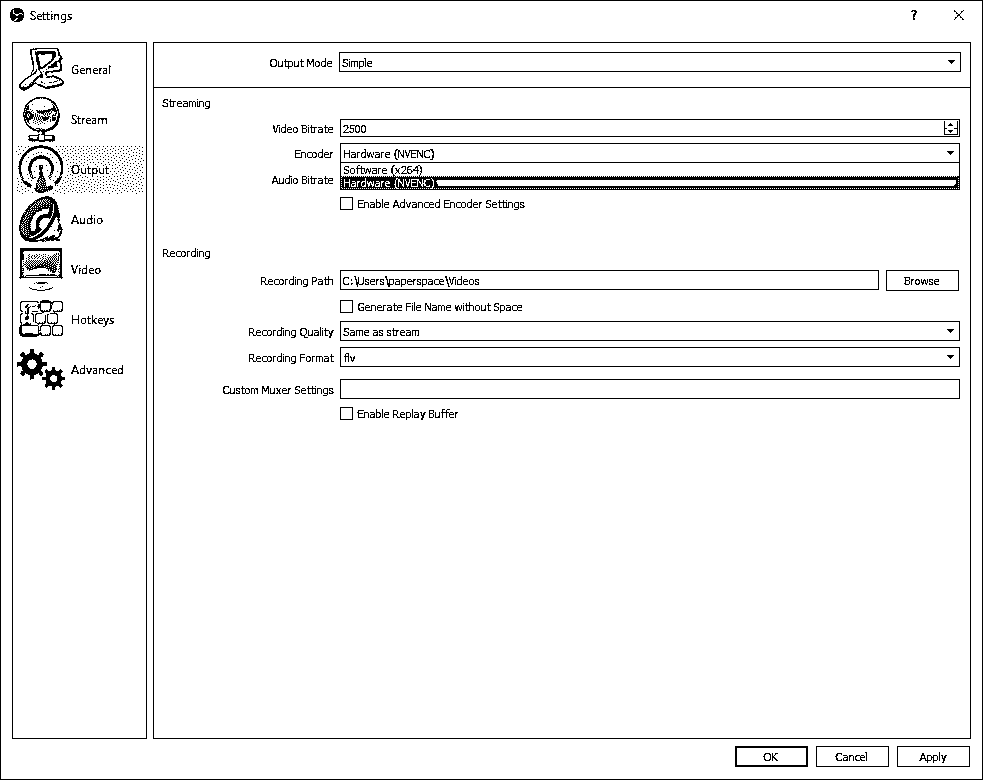 Settings
?
General
Stream
Output
Audio
Video
Hotkeys
Advanced
Output Mode Simple
Streaming
Video Bitrate 2500
Encoder Hardware (NVENC)
Software (x264)
Audio Bitrate Hardware (NVENC)
Enable Advanced Encoder Settings
Recording
Recording Path C:\Users\paperspace\Videos Browse
Generate File Name without Space
Recording Quality Same as stream
Recording Format flv
Custom Muxer Settings
Enable Replay Buffer
OK Cancel Apply